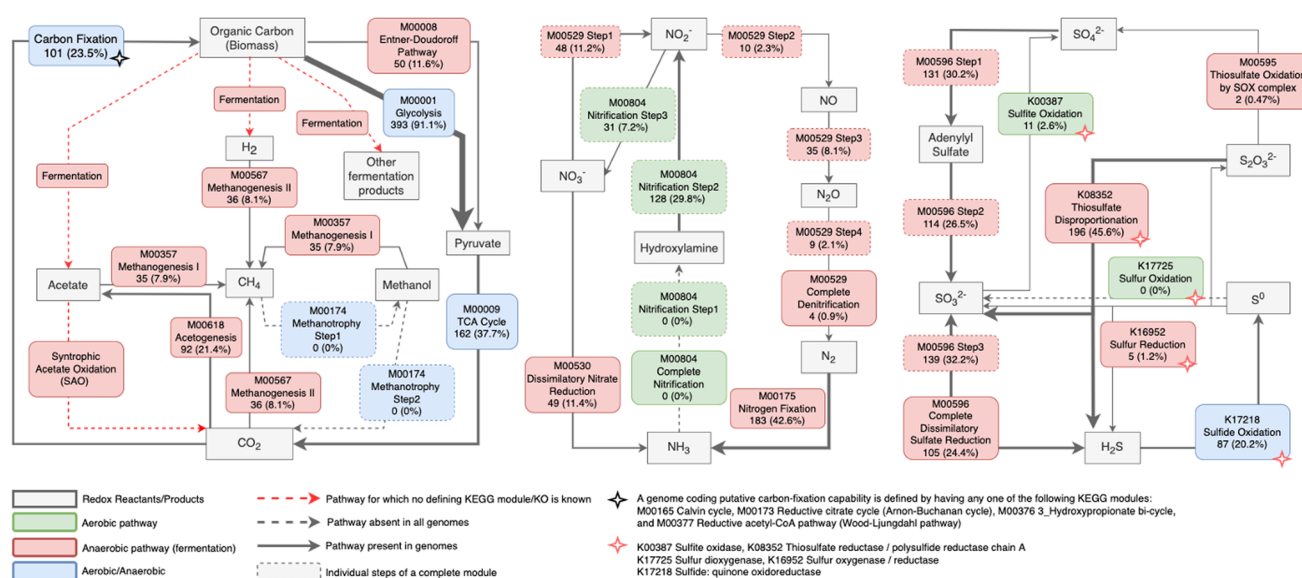 Carbon Fixation
101 (23.5%)
Organic Carbon
(Biomass)
M00008
Entner-Doudoroff
Pathway
50 (11.6%)
M00001
Glycolysis
393 (91.1%)
Fermentation
Fermentation
Fermentation
H2
Other
fermentation
products
M00567
Methanogenesis II
36 (8.1%)
M00357
Methanogenesis I
35 (7.9%)
M00357
Methanogenesis I
35 (7.9%)
Pyruvate
Acetate
CH4
Methanol
M00174
Methanotrophy
Step1
0 (0%)
M00009
TCA Cycle
162 (37.7%)
M00618
Acetogenesis
92 (21.4%)
Syntrophic
Acetate Oxidation
(SAO)
M00567
Methanogenesis II
36 (8.1%)
M00174
Methanotrophy
Step2
0 (0%)
CO2
M00529 Step1
48 (11.2%)
NO2-
M00529 Step2
10 (2.3%)
M00804
Nitrification Step3
31 (7.2%)
NO
M00529 Step3
35 (8.1%)
NO3-
M00804
Nitrification Step2
128 (29.8%)
N2O
M00529 Step4
9 (2.1%)
Hydroxylamine
M00529
Complete
Denitrification
4 (0.9%)
M00804
Nitrification Step1
0 (0%)
N2
M00530
Dissimilatory Nitrate
Reduction
49 (11.4%)
M00804
Complete
Nitrification
0 (0%)
M00175
Nitrogen Fixation
183 (42.6%)
NH3
SO42-
M00596 Step1
131 (30.2%)
K00387
Sulfite Oxidation
11 (2.6%)
M00595
Thiosulfate Oxidation
by SOX complex
2 (0.47%)
Adenylyl
Sulfate
S2O32-
K08352
Thiosulfate
Disproportionation
196 (45.6%)
M00596 Step2
114 (26.5%)
K17725
Sulfur Oxidation
0 (0%)
SO32-
S0
K16952
Sulfur Reduction
5 (1.2%)
M00596 Step3
139 (32.2%)
M00596
Complete
Dissimilatory
Sulfate Reduction
105 (24.4%)
H2S
K17218
Sulfide Oxidation
87 (20.2%)
Redox Reactants/Products
Aerobic pathway
Anaerobic pathway (fermentation)
Aerobic/Anaerobic
Pathway for which no defining KEGG module/KO is known
Pathway absent in all genomes
Pathway present in genomes
Individual steps of a complete module
A genome coding putative carbon-fixation capability is defined by having any one of the following KEGG modules:
M00165 Calvin cycle, M00173 Reductive citrate cycle (Arnon-Buchanan cycle), M00376 3_Hydroxypropionate bi-cycle,
and M00377 Reductive acetyl-CoA pathway (Wood-Ljungdahl pathway)
K00387 Sulfite oxidase, K08352 Thiosulfate reductase / polysulfide reductase chain A
K17725 Sulfur dioxygenase, K16952 Sulfur oxygenase / reductase
K17218 Sulfide: quinone oxidoreductase